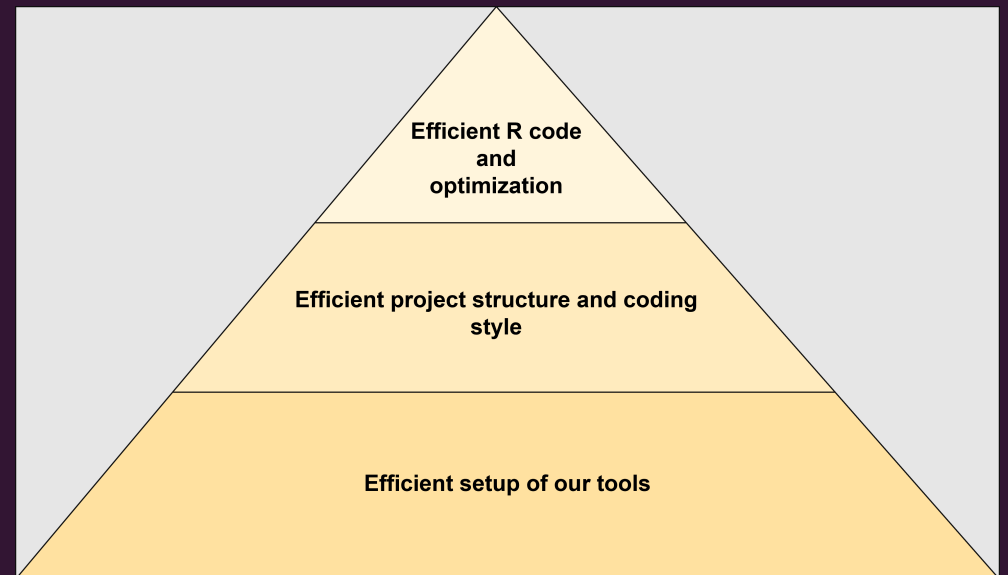 Efficient R code
and
optimization
Efficient project structure and coding
style
Efficient setup of our tools